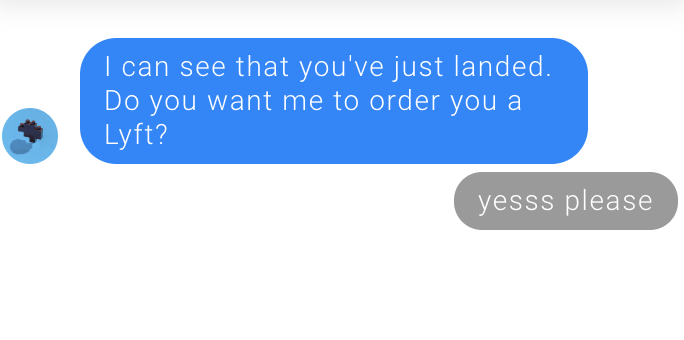 I can see that you've just landed.
Do you want me to order you a
Lyft?
yesss please